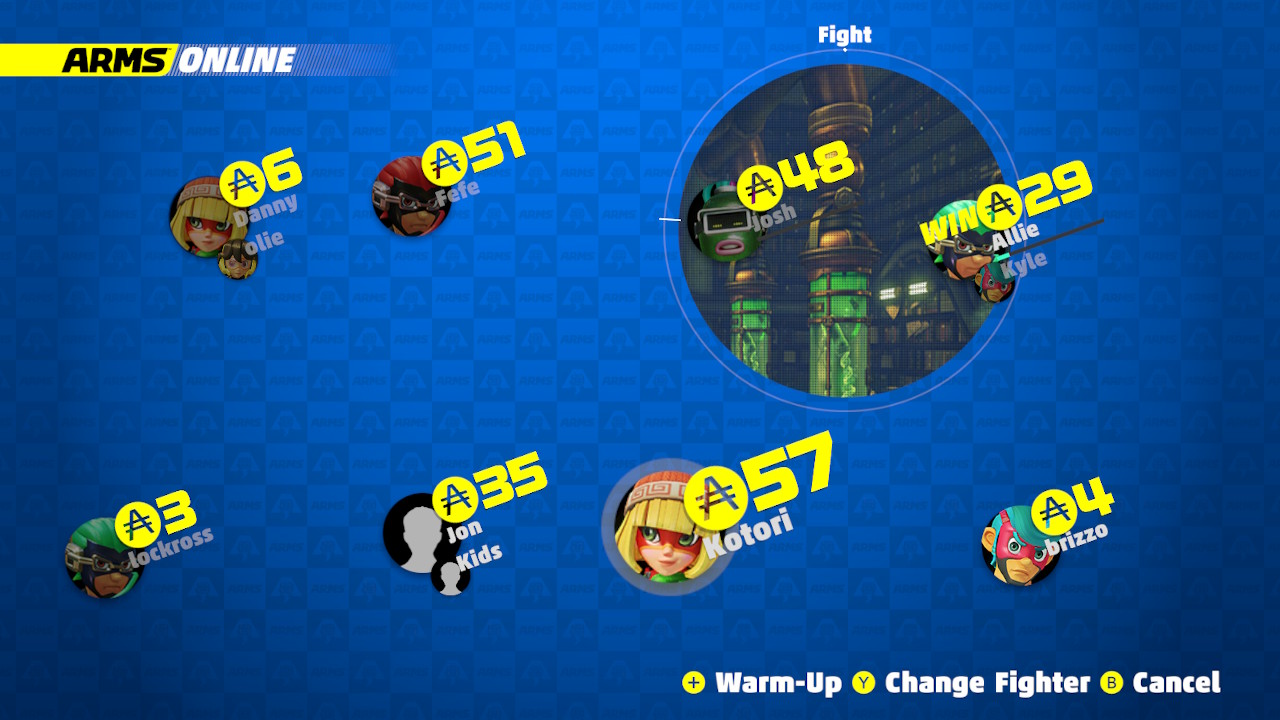 Fight
ARMS ONLINE
6
Danny
olie
51
Fefe
48
Josh
WIN 29
Allie
Kyle
3
lockross
35
Jon
Kids
57
Kotori
4
brizzo
+ Warm-Up Y Change Fighter B Cancel